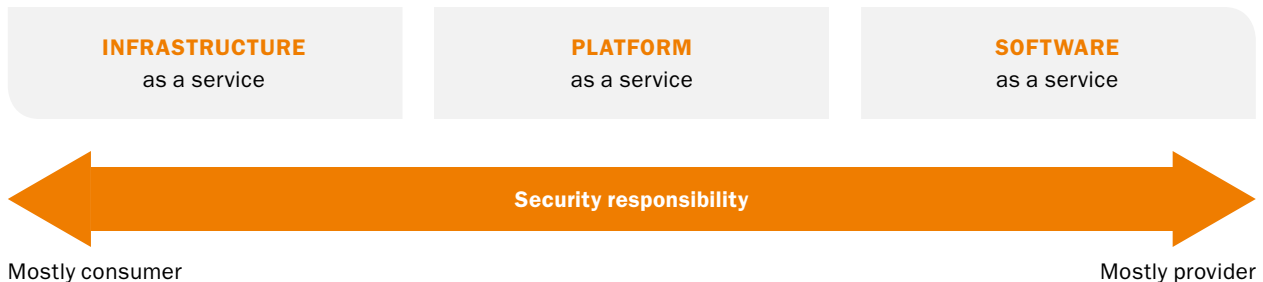 INFRASTRUCTURE
as a service
PLATFORM
as a service
SOFTWARE
as a service
Security responsibility
Mostly consumer
Mostly provider